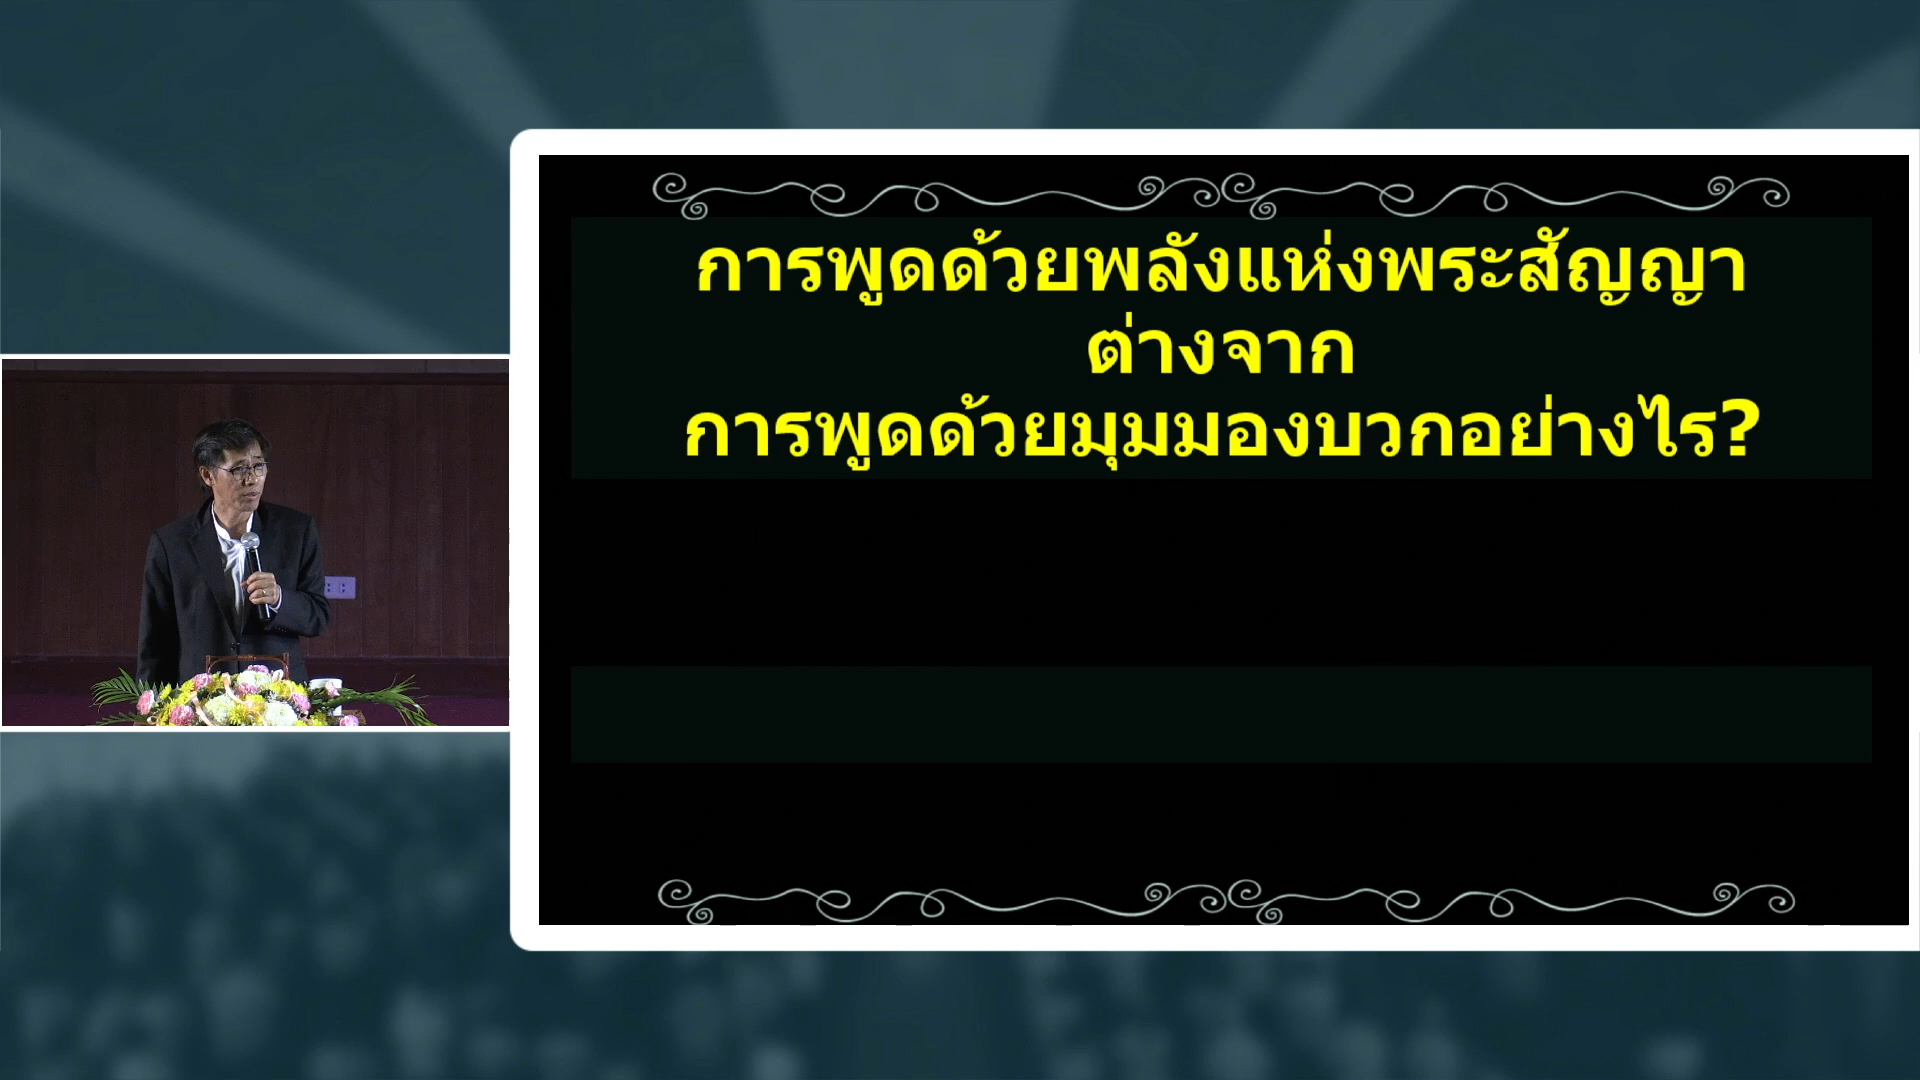 การพูดด้วยพลังแห่งพระสัญญา
ต่างจาก
การพูดด้วยมุมมองบวกอย่างไร?